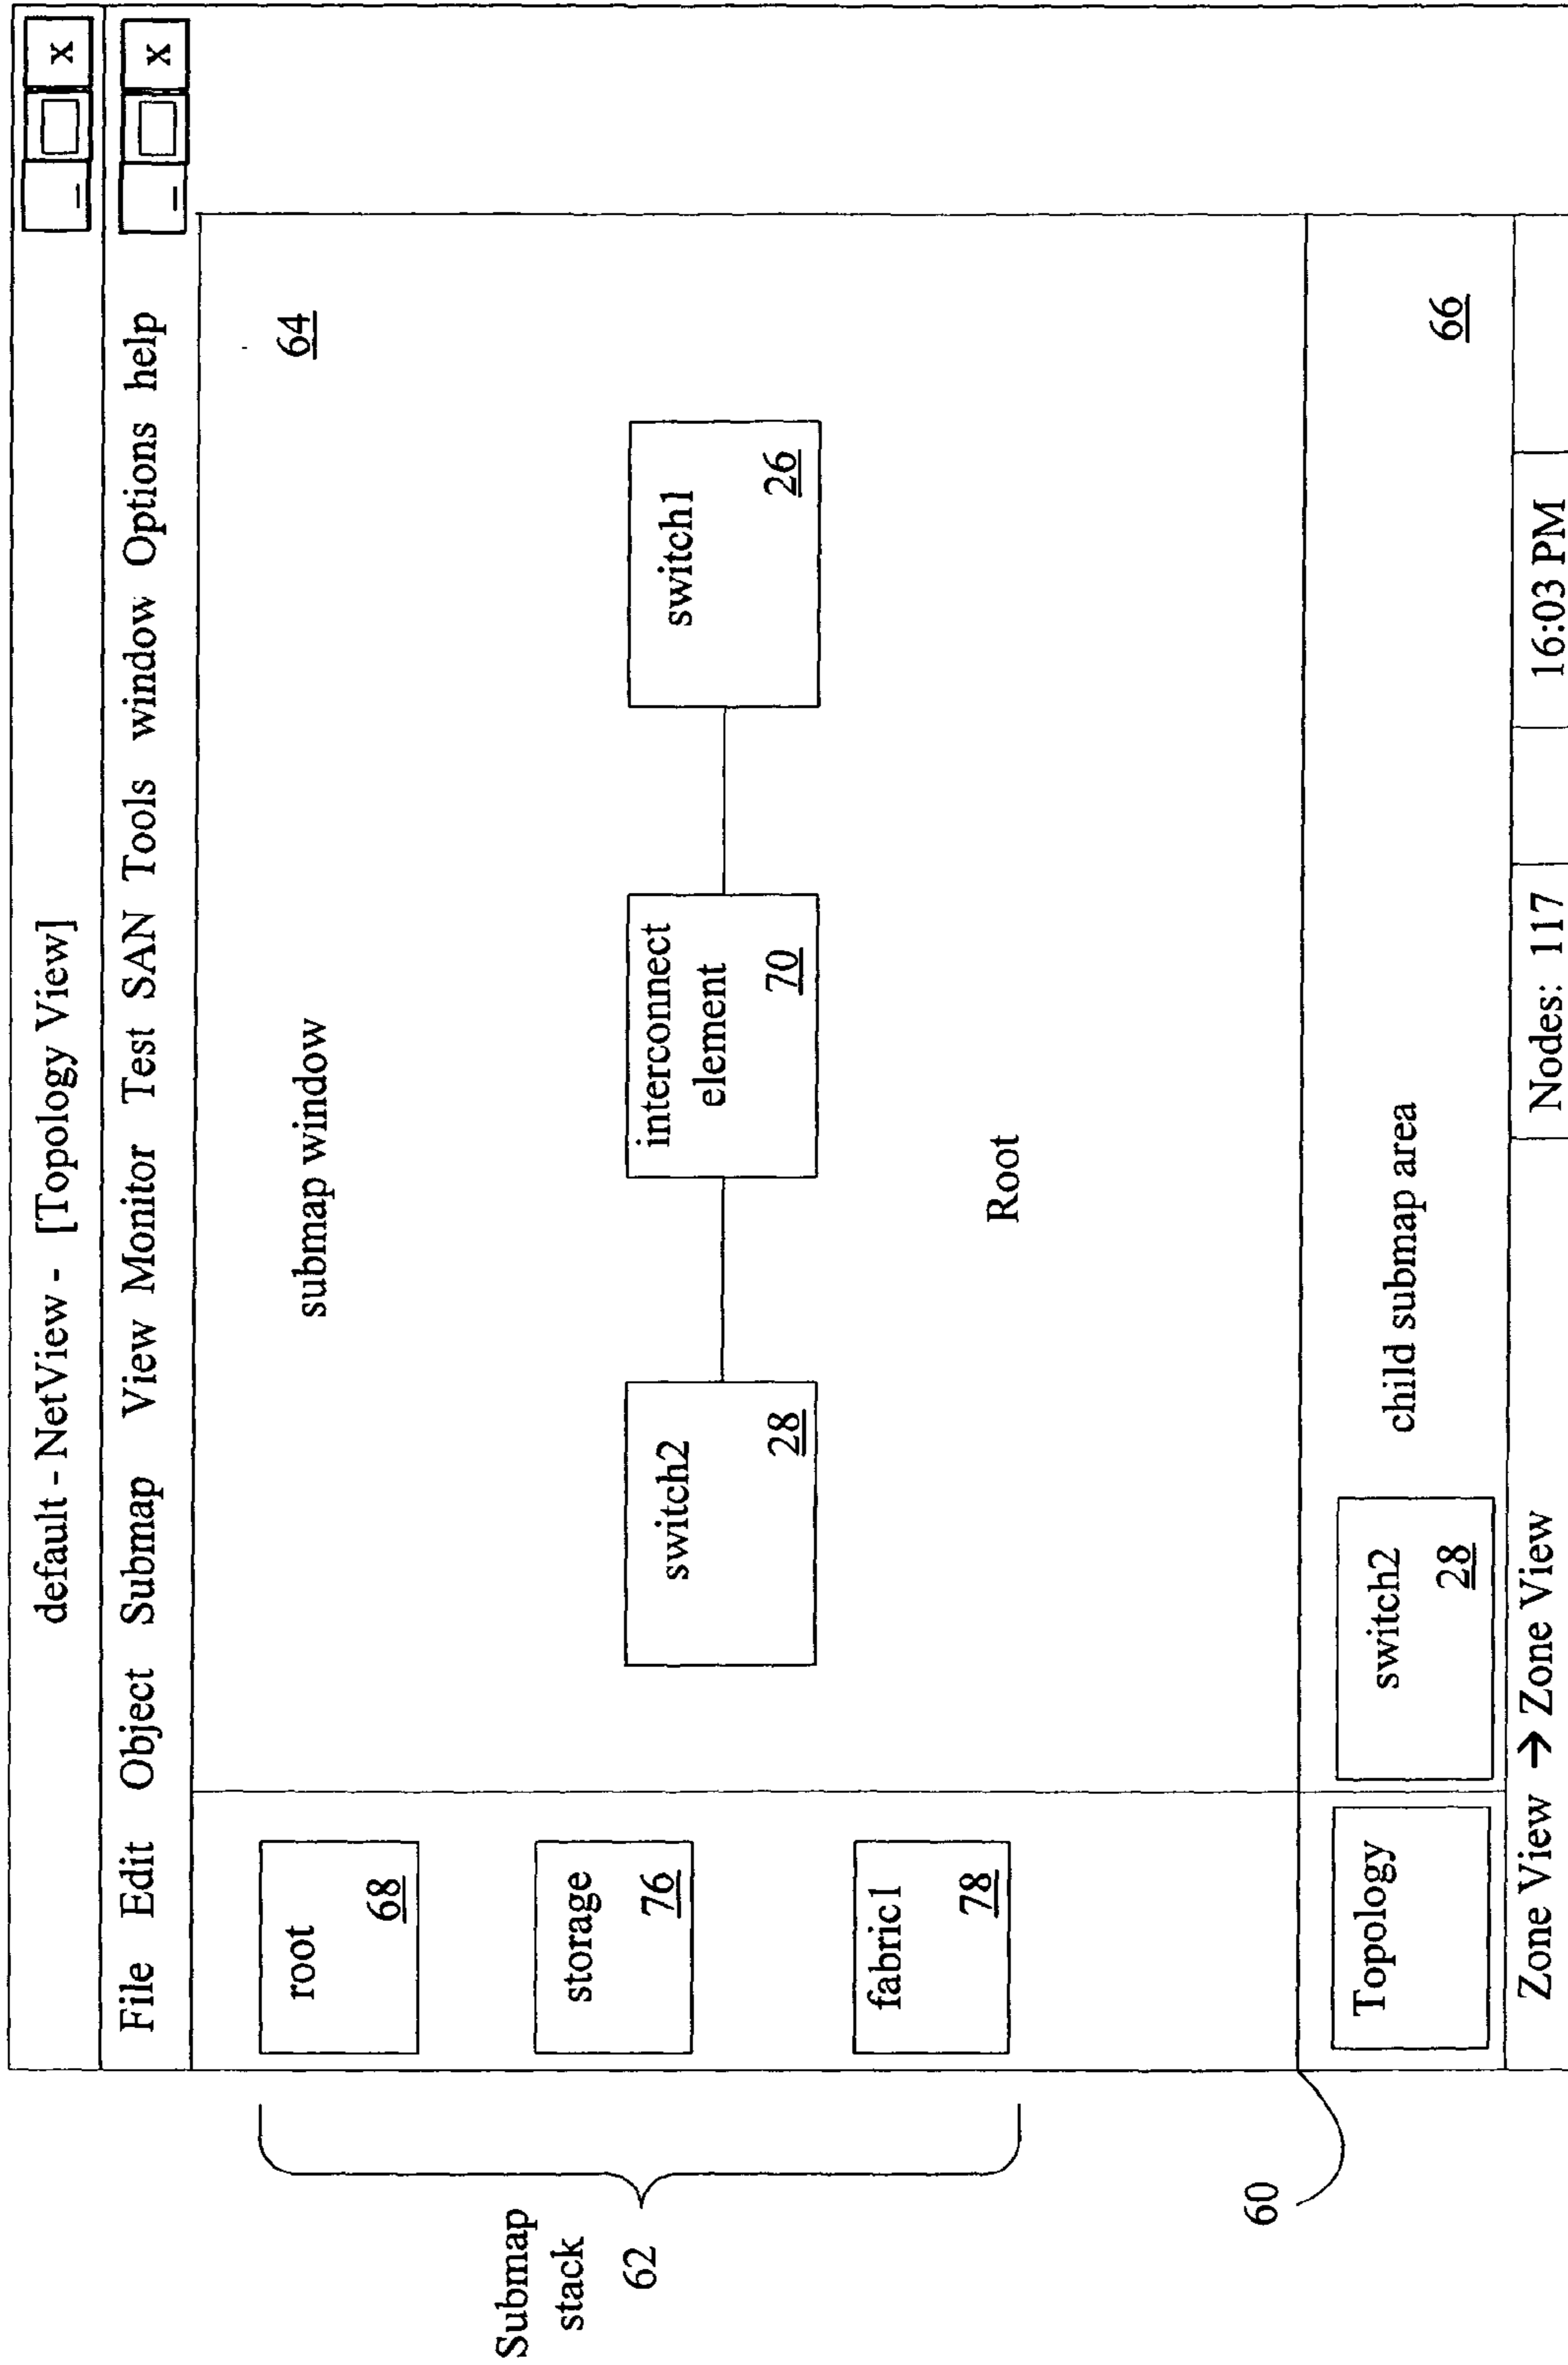 default - NetView - [Topology View]
_ x
File Edit Object Submap View Monitor Test SAN Tools window Options help
_ x
submap window
64
root
68
storage
76
fabric1
78
Submap
stack
62
switch2
28
interconnect
element
70
switch1
26
Root
60
Topology
switch2
28
child submap area
66
Zone View → Zone View
Nodes: 117
16:03 PM